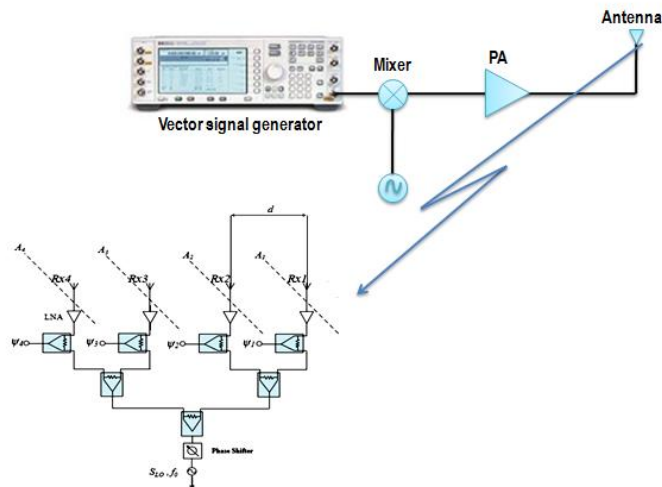 Antenna
PA
Mixer
Vector signal generator
d
A4 A3 A2 A1
Rx4 Rx3 Rx2 Rx1
LNA
Ψ4 Ψ3 Ψ2 Ψ1
Phase Shifter
SLO , f0